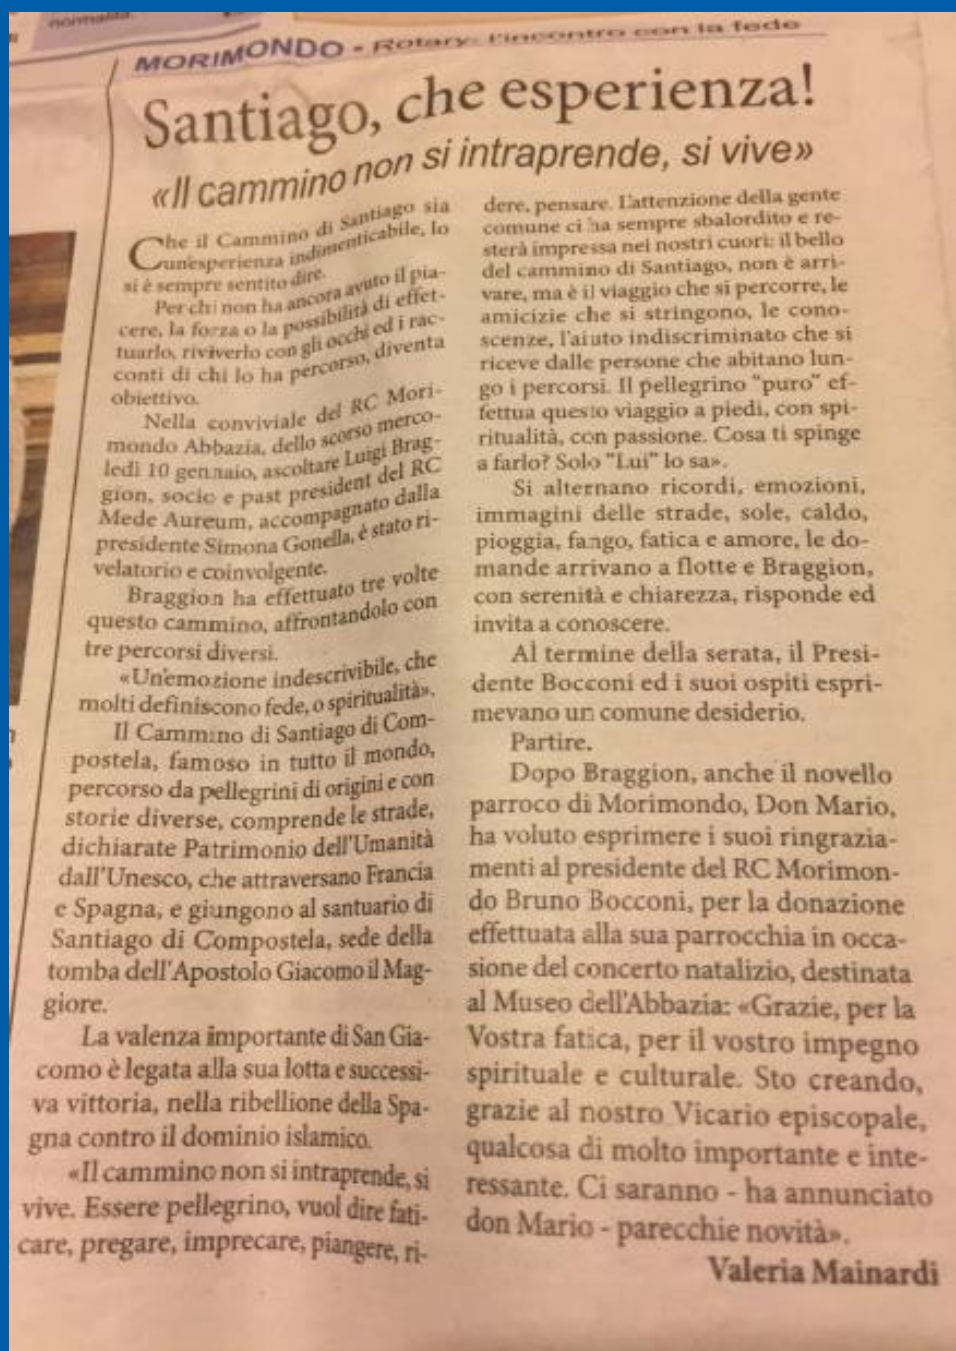 normalità.
MORIMONDO - Rotary: l'incontro con la fede
Santiago, che esperienza!
«Il cammino non si intraprende, si vive»
Che il Cammino di Santiago sia
un'esperienza indimenticabile, lo
si è sempre sentito dire.
Per chi non ha ancora avuto il pia-
cere, la forza o la possibilità di effet-
tuarlo, riviverlo con gli occhi ed i rac-
conti di chi lo ha percorso, diventa
obiettivo.
Nella conviviale del RC Mori-
mondo Abbazia, dello scorso merco-
ledì 10 gennaio, ascoltare Luigi Brag-
gion, socio e past president del RC
Mede Aureum, accompagnato dalla
presidente Simona Gonella, è stato ri-
velatorio e coinvolgente.
Braggion ha effettuato tre volte
questo cammino, affrontandolo con
tre percorsi diversi.
«Un'emozione indescrivibile, che
molti definiscono fede, o spiritualità».
Il Cammino di Santiago di Com-
postela, famoso in tutto il mondo,
percorso da pellegrini di origini e con
storie diverse, comprende le strade,
dichiarate Patrimonio dell'Umanità
dall'Unesco, che attraversano Francia
e Spagna, e giungono al santuario di
Santiago di Compostela, sede della
tomba dell'Apostolo Giacomo il Mag-
giore.
La valenza importante di San Gia-
como è legata alla sua lotta e successi-
va vittoria, nella ribellione della Spa-
gna contro il dominio islamico.
«Il cammino non si intraprende, si
vive. Essere pellegrino, vuol dire fati-
care, pregare, imprecare, piangere, ri-
dere, pensare. L'attenzione della gente
comune ci ha sempre sbalordito e re-
sterà impressa nei nostri cuori: il bello
del cammino di Santiago, non è arri-
vare, ma è il viaggio che si percorre, le
amicizie che si stringono, le cono-
scenze, l'aiuto indiscriminato che si
riceve dalle persone che abitano lun-
go i percorsi. Il pellegrino "puro" ef-
fettua questo viaggio a piedi, con spi-
ritualità, con passione. Cosa ti spinge
a farlo? Solo "Lui" lo sa».
Si alternano ricordi, emozioni,
immagini delle strade, sole, caldo,
pioggia, fango, fatica e amore, le do-
mande arrivano a flotte e Braggion,
con serenità e chiarezza, risponde ed
invita a conoscere.
Al termine della serata, il Presi-
dente Bocconi ed i suoi ospiti espri-
mevano un comune desiderio.
Partire.
Dopo Braggion, anche il novello
parroco di Morimondo, Don Mario,
ha voluto esprimere i suoi ringrazia-
menti al presidente del RC Morimon-
do Bruno Bocconi, per la donazione
effettuata alla sua parrocchia in occa-
sione del concerto natalizio, destinata
al Museo dell'Abbazia: «Grazie, per la
Vostra fatica, per il vostro impegno
spirituale e culturale. Sto creando,
grazie al nostro Vicario episcopale,
qualcosa di molto importante e inte-
ressante. Ci saranno - ha annunciato
don Mario - parecchie novità».
Valeria Mainardi